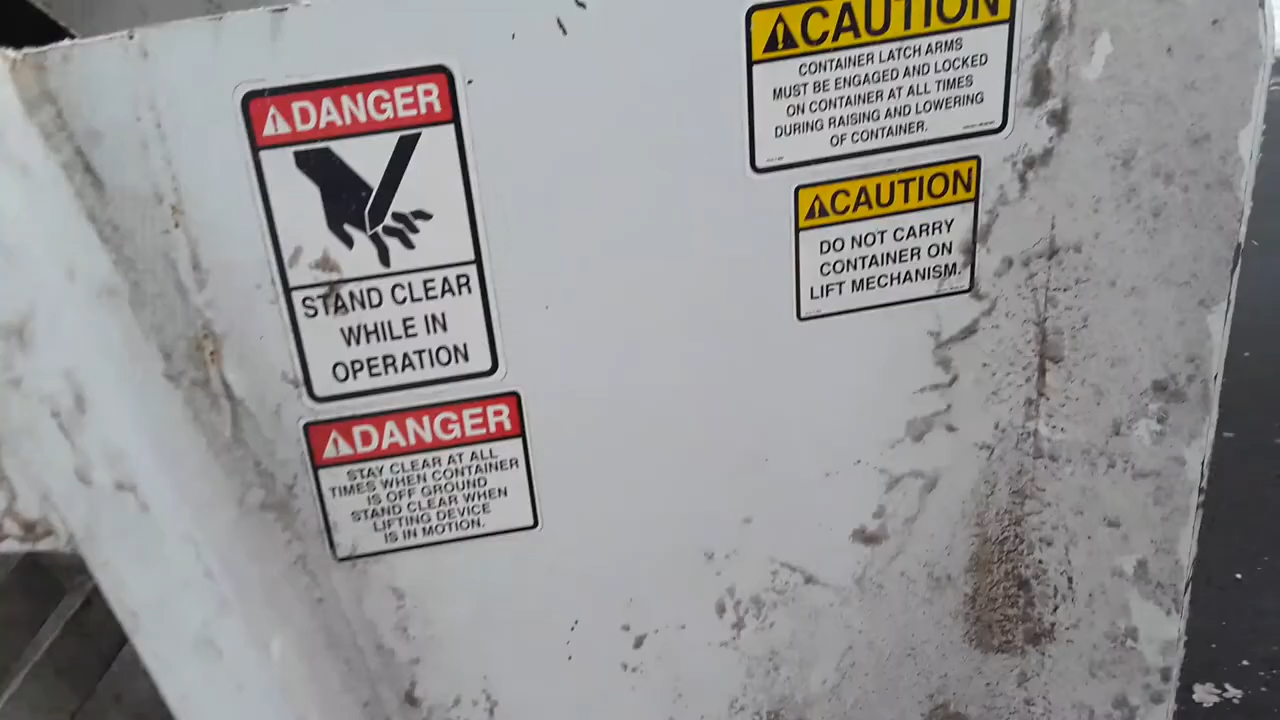 DANGER
STAND CLEAR
WHILE IN
OPERATION
DANGER
STAY CLEAR AT ALL
TIMES WHEN CONTAINER
IS OFF GROUND
STAND CLEAR WHEN
LIFTING DEVICE
IS IN MOTION.
CAUTION
CONTAINER LATCH ARMS
MUST BE ENGAGED AND LOCKED
ON CONTAINER AT ALL TIMES
DURING RAISING AND LOWERING
OF CONTAINER.
CAUTION
DO NOT CARRY
CONTAINER ON
LIFT MECHANISM.